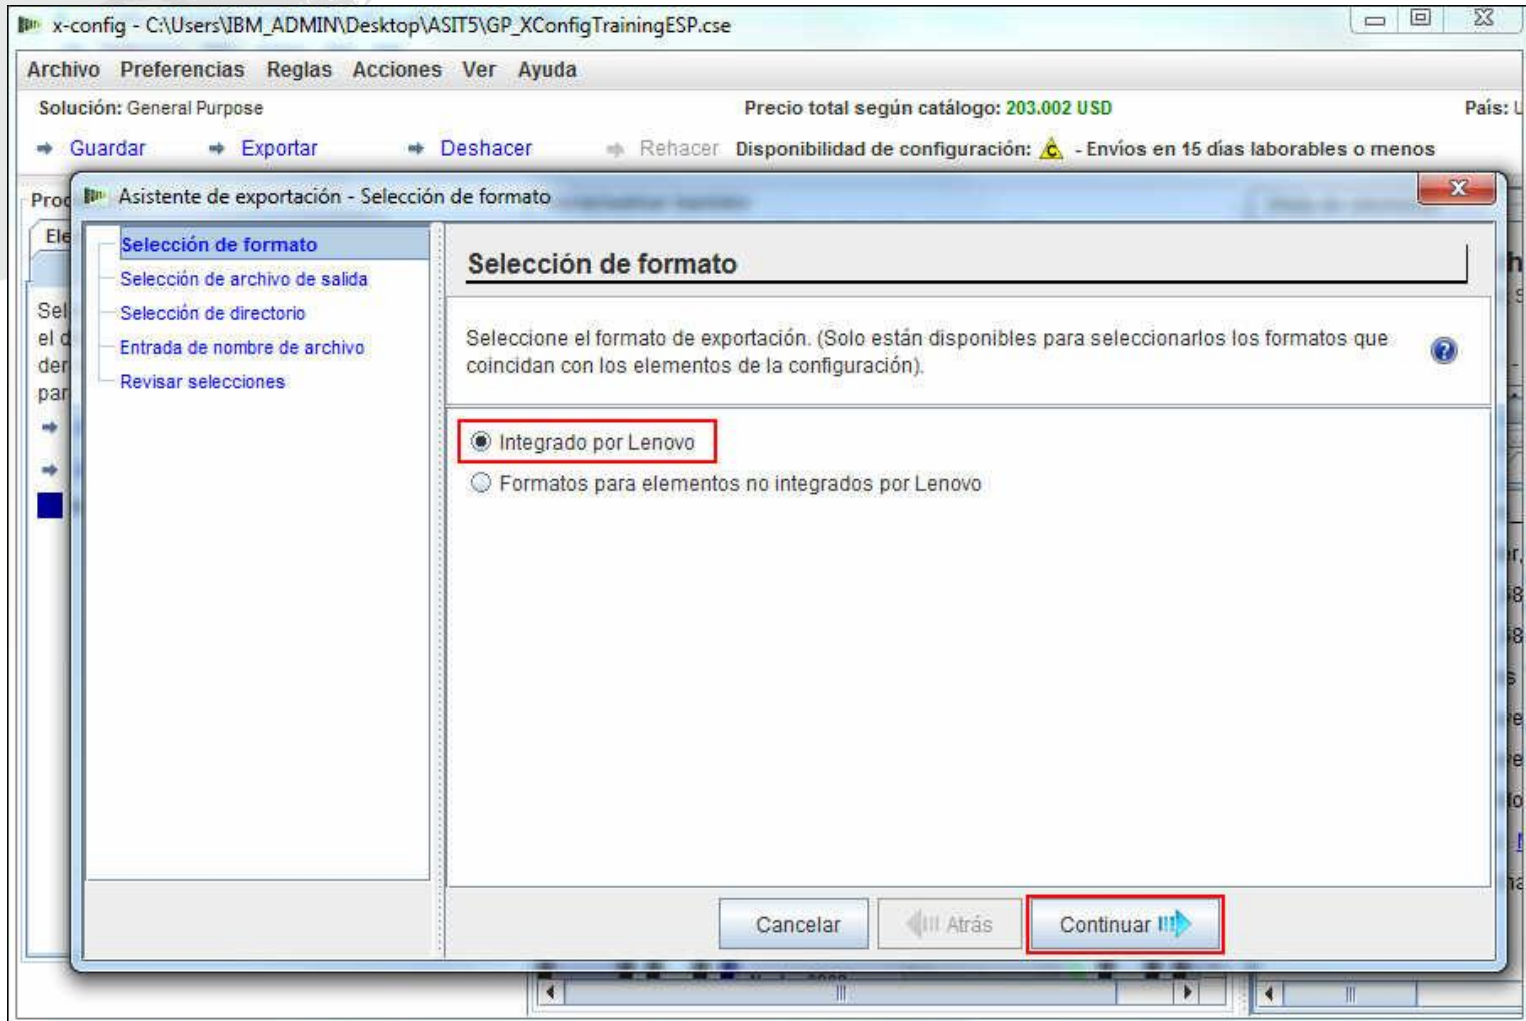 x-config - C:\Users\IBM_ADMIN\Desktop\ASIT5\GP_XConfigTrainingESP.cse
Archivo Preferencias Reglas Acciones Ver Ayuda
Solución: General Purpose Precio total según catálogo: 203.002 USD País:
Guardar Exportar Deshacer Rehacer Disponibilidad de configuración: C - Envíos en 15 días laborables o menos
Asistente de exportación - Selección de formato
Selección de formato
Selección de archivo de salida
Selección de directorio
Entrada de nombre de archivo
Revisar selecciones
Selección de formato
Seleccione el formato de exportación. (Solo están disponibles para seleccionarlos los formatos que
coincidan con los elementos de la configuración).
Integrado por Lenovo
Formatos para elementos no integrados por Lenovo
Cancelar Atrás Continuar